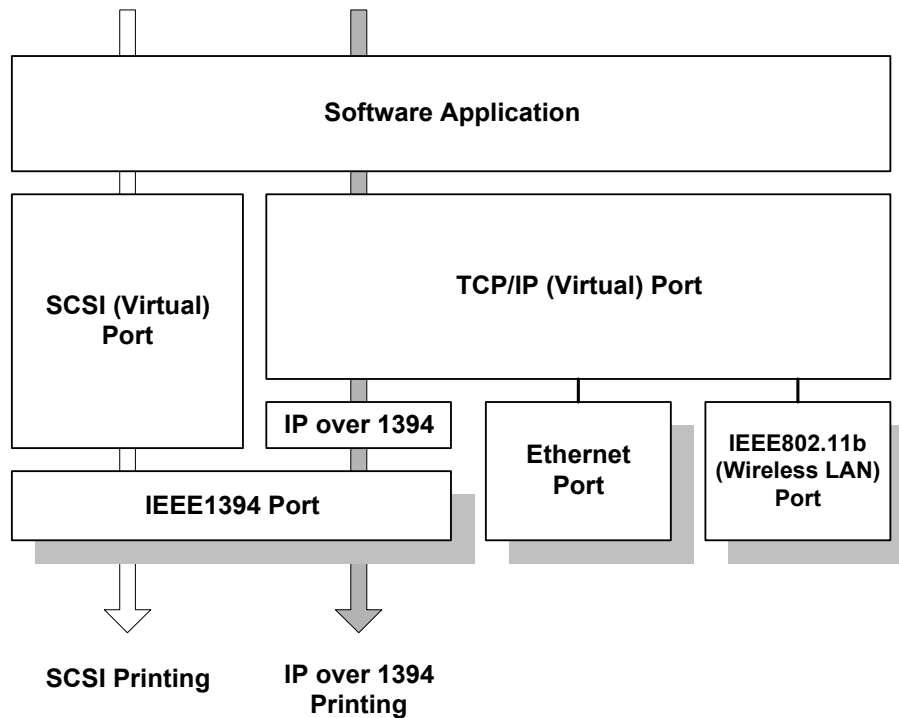 Software Application
SCSI (Virtual)
Port
TCP/IP (Virtual) Port
IP over 1394
Ethernet
Port
IEEE802.11b
(Wireless LAN)
Port
IEEE1394 Port
SCSI Printing
IP over 1394
Printing